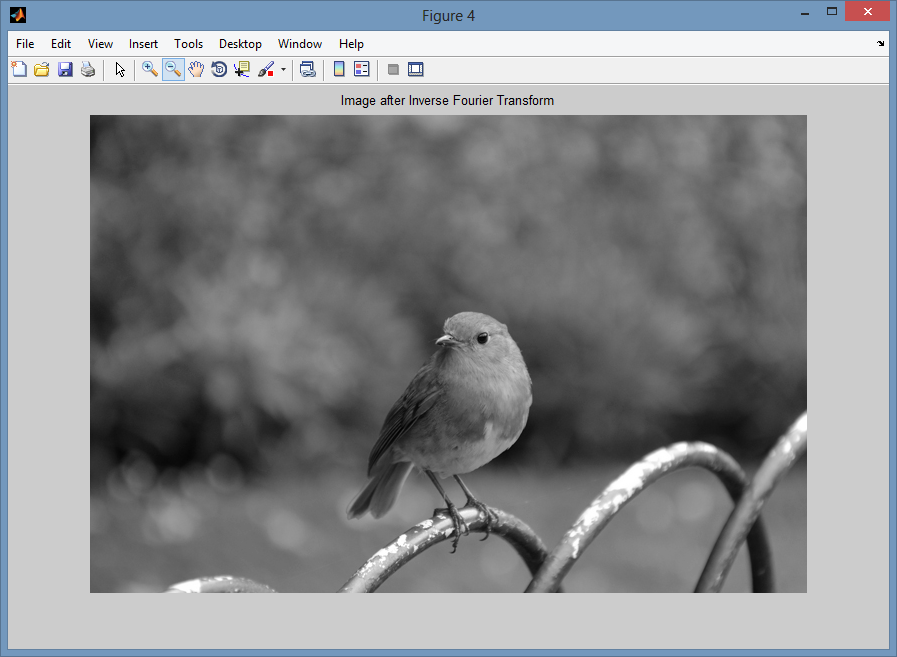 Figure 4
File Edit View Insert Tools Desktop Window Help
Image after Inverse Fourier Transform